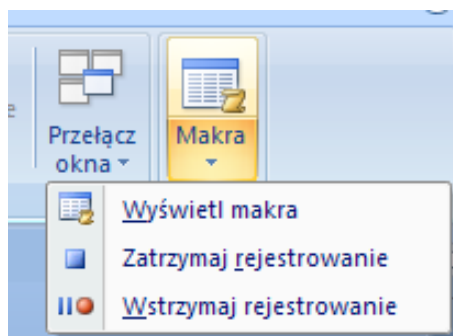 Przełącz
okna
Makra
Wyświetl makra
Zatrzymaj rejestrowanie
Wstrzymaj rejestrowanie